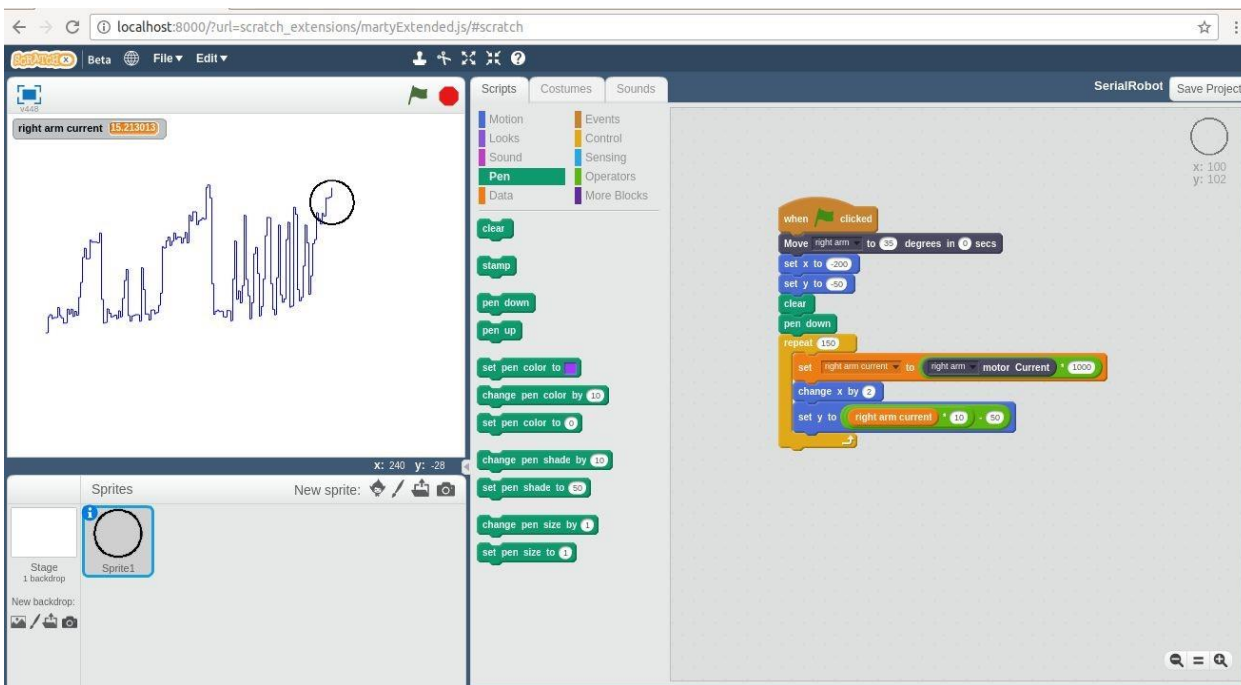 localhost:8000/?url=scratch_extensions/martyExtended.js/#scratch
SCRATCHX Beta File Edit
v448
right arm current 15.213013
x: 240 y: -28
Sprites New sprite:
Stage
1 backdrop
New backdrop:
Sprite1
Scripts Costumes Sounds
Motion Events
Looks Control
Sound Sensing
Pen Operators
Data More Blocks
clear
stamp
pen down
pen up
set pen color to
change pen color by 10
set pen color to 0
change pen shade by 10
set pen shade to 50
change pen size by 1
set pen size to 1
SerialRobot Save Project
x: 100
y: 102
when clicked
Move right arm to 35 degrees in 0 secs
set x to -200
set y to -50
clear
pen down
repeat 150
set right arm current to right arm motor Current * 1000
change x by 2
set y to right arm current * 10 - 50